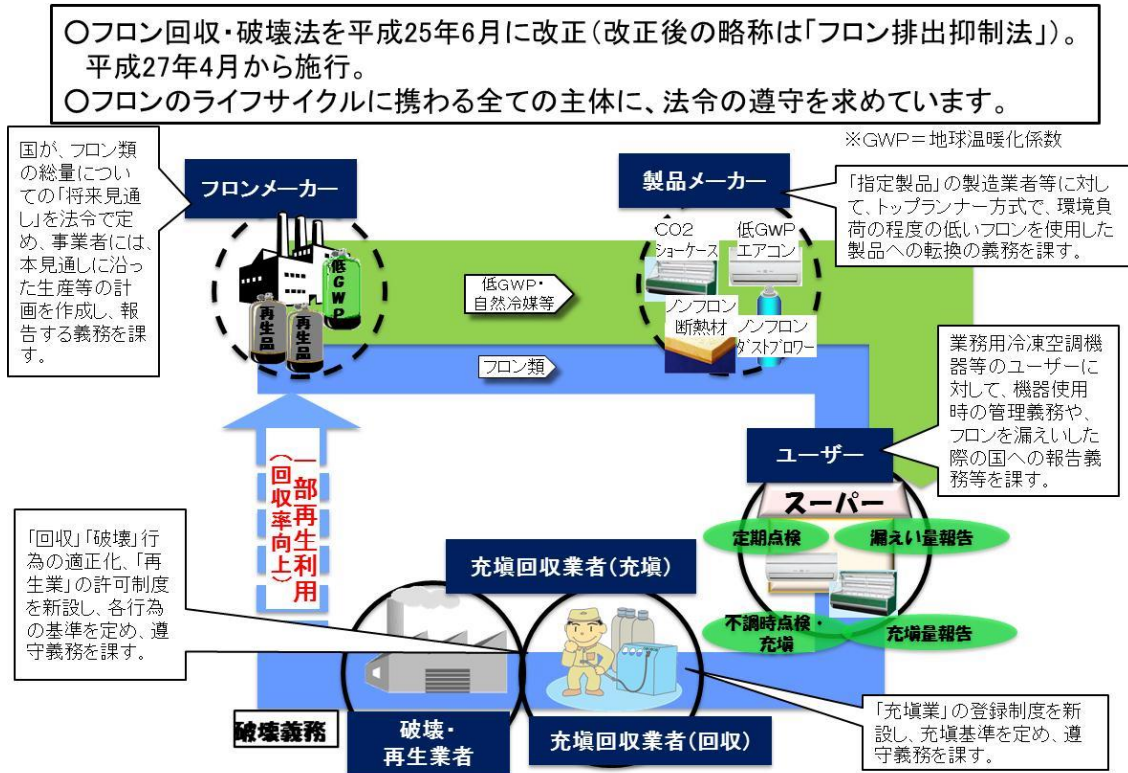 ○フロン回収・破壊法を平成25年6月に改正(改正後の略称は「フロン排出抑制法」)。
平成27年4月から施行。
○フロンのライフサイクルに携わる全ての主体に、法令の遵守を求めています。
※GWP=地球温暖化係数
国が、フロン類
の総量につい
ての「将来見通
し」を法令で定
め、事業者には、
本見通しに沿っ
た生産等の計
画を作成し、報
告する義務を課
す。
フロンメーカー
低GWP
再生品
再生品
低GWP・
自然冷媒等
フロン類
製品メーカー
CO2
ショーケース
低GWP
エアコン
ノンフロン
断熱材
ノンフロン
ダストブロワー
「指定製品」の製造業者等に対し
て、トップランナー方式で、環境負
荷の程度の低いフロンを使用した
製品への転換の義務を課す。
業務用冷凍空調機
器等のユーザーに
対して、機器使用
時の管理義務や、
フロンを漏えいした
際の国への報告義
務等を課す。
ユーザー
スーパー
定期点検
漏えい量報告
不調時点検・
充塡
充塡量報告
一部再生利用
(回収率向上)
「回収」「破壊」行
為の適正化、「再
生業」の許可制度
を新設し、各行為
の基準を定め、遵
守義務を課す。
充塡回収業者(充塡)
破壊義務
破壊・
再生業者
充塡回収業者(回収)
「充塡業」の登録制度を新
設し、充塡基準を定め、遵
守義務を課す。